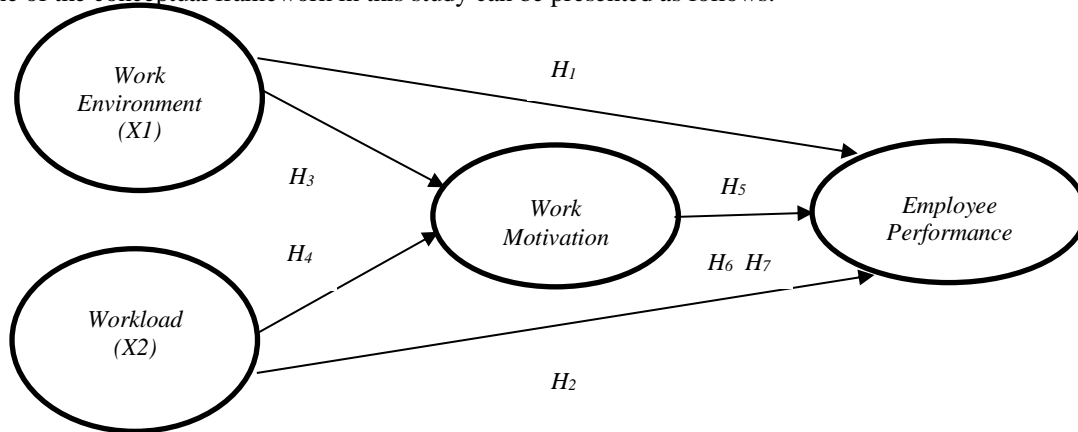 of the conceptual framework in this study can be presented as follows:
Work
Environment
(X1)
H1
H3
Work
Motivation
H5
Employee
Performance
H4
H6 H7
Workload
(X2)
H2